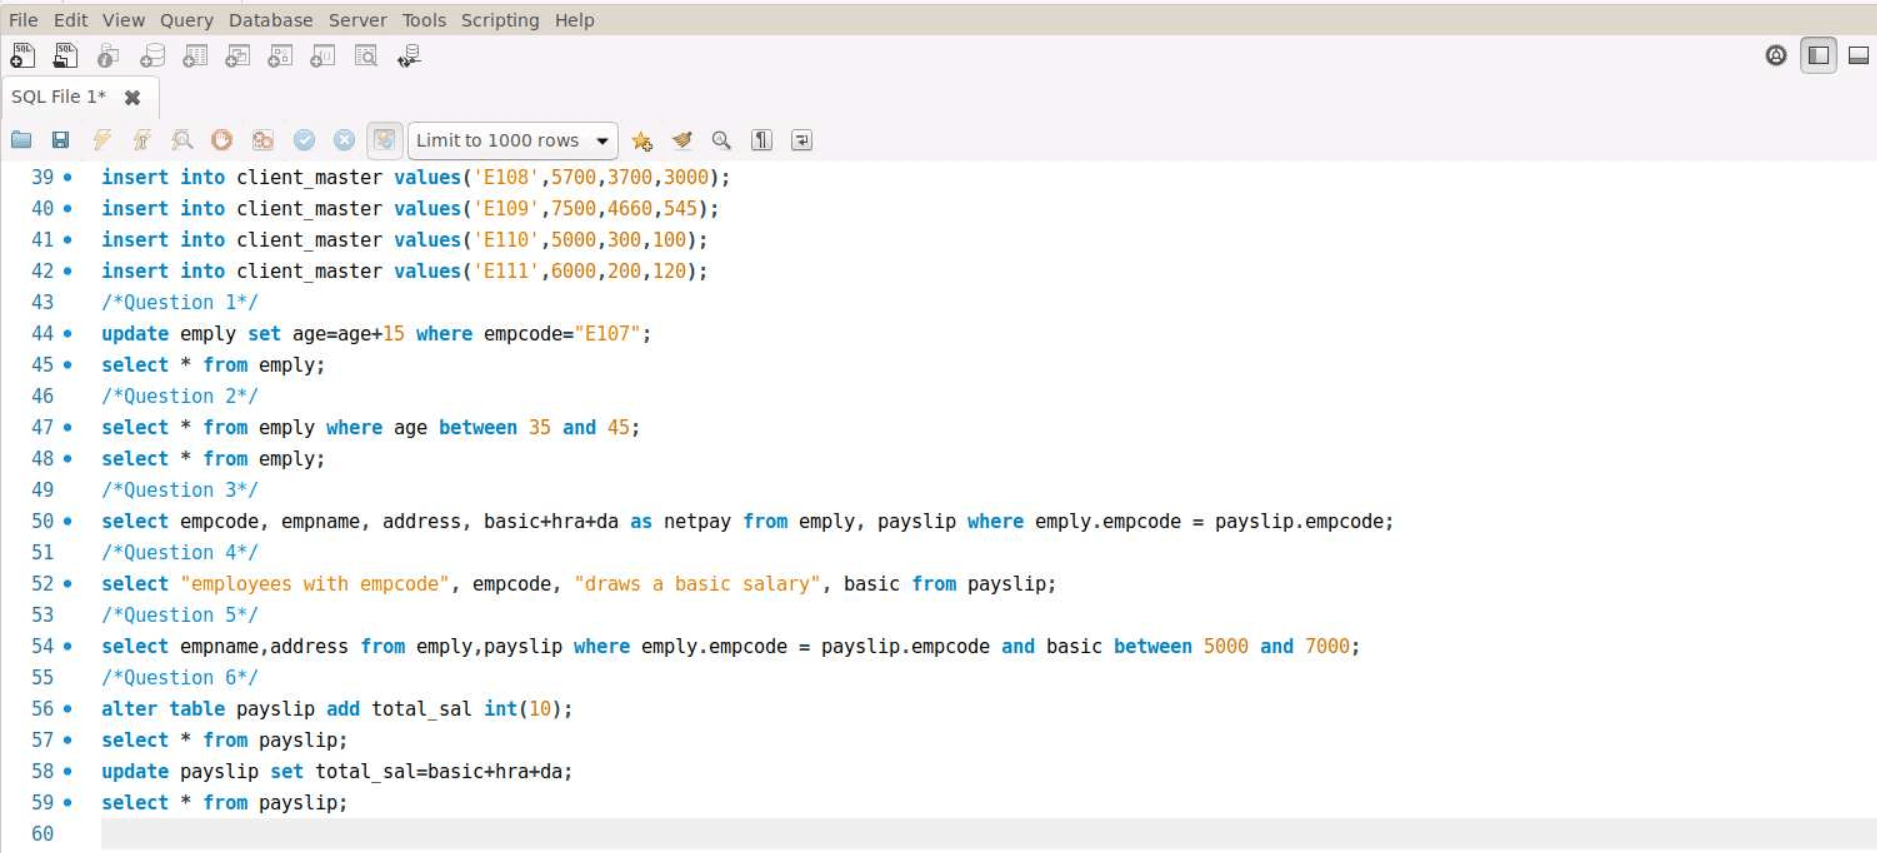 File Edit View Query Database Server Tools Scripting Help
SQL File 1*
Limit to 1000 rows
39 insert into client_master values('E108',5700,3700,3000);
40 insert into client_master values('E109',7500,4660,545);
41 insert into client_master values('E110',5000,300,100);
42 insert into client_master values('E111',6000,200,120);
43 /*Question 1*/
44 update emply set age=age+15 where empcode="E107";
45 select * from emply;
46 /*Question 2*/
47 select * from emply where age between 35 and 45;
48 select * from emply;
49 /*Question 3*/
50 select empcode, empname, address, basic+hra+da as netpay from emply, payslip where emply.empcode = payslip.empcode;
51 /*Question 4*/
52 select "employees with empcode", empcode, "draws a basic salary", basic from payslip;
53 /*Question 5*/
54 select empname,address from emply,payslip where emply.empcode = payslip.empcode and basic between 5000 and 7000;
55 /*Question 6*/
56 alter table payslip add total_sal int(10);
57 select * from payslip;
58 update payslip set total_sal=basic+hra+da;
59 select * from payslip;
60